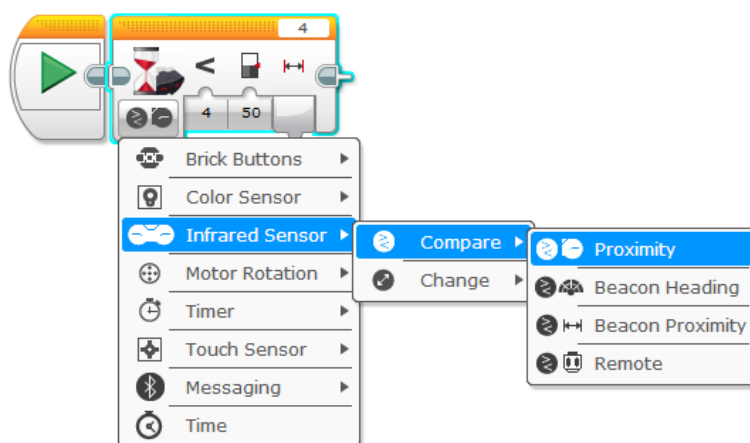 4
<
4 50
Brick Buttons
Color Sensor
Infrared Sensor
Motor Rotation
Timer
Touch Sensor
Messaging
Time
Compare
Change
Proximity
Beacon Heading
Beacon Proximity
Remote